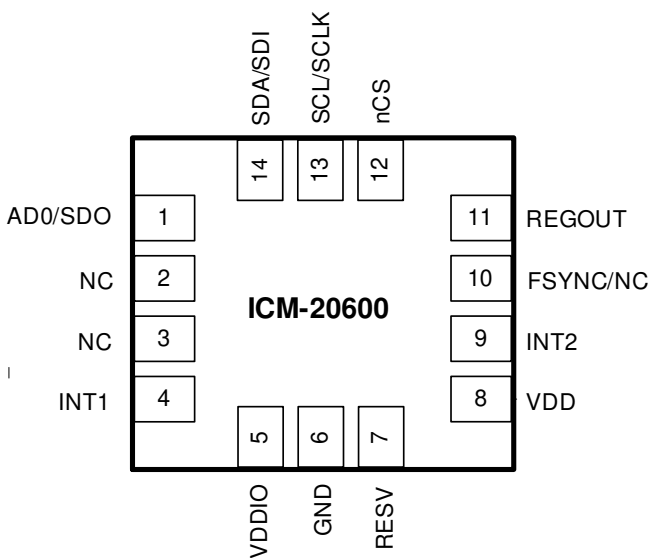 SDA/SDI
SCL/SCLK
nCS
14
13
12
AD0/SDO
1
11
REGOUT
NC
2
10
FSYNC/NC
ICM-20600
NC
3
9
INT2
INT1
4
8
VDD
5
6
7
VDDIO
GND
RESV